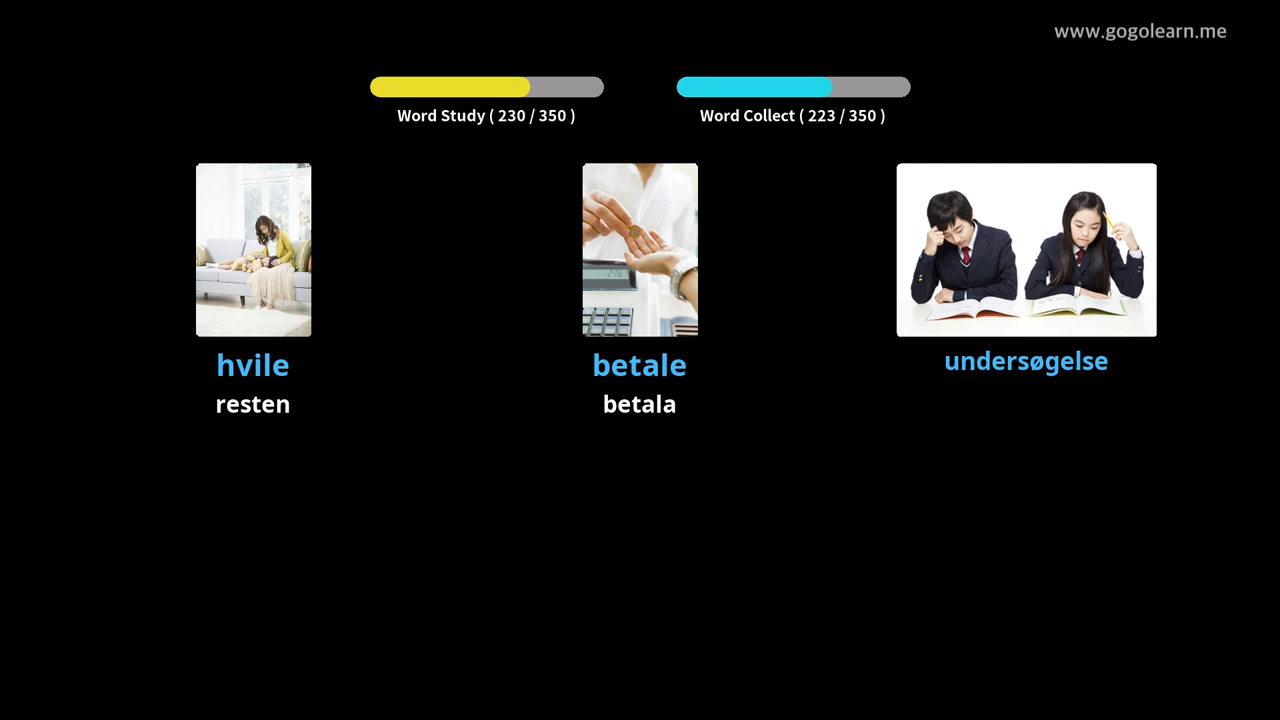 www.gogolearn.me
Word Study ( 230 / 350 )
Word Collect ( 223 / 350 )
hvile
resten
betale
betala
undersøgelse